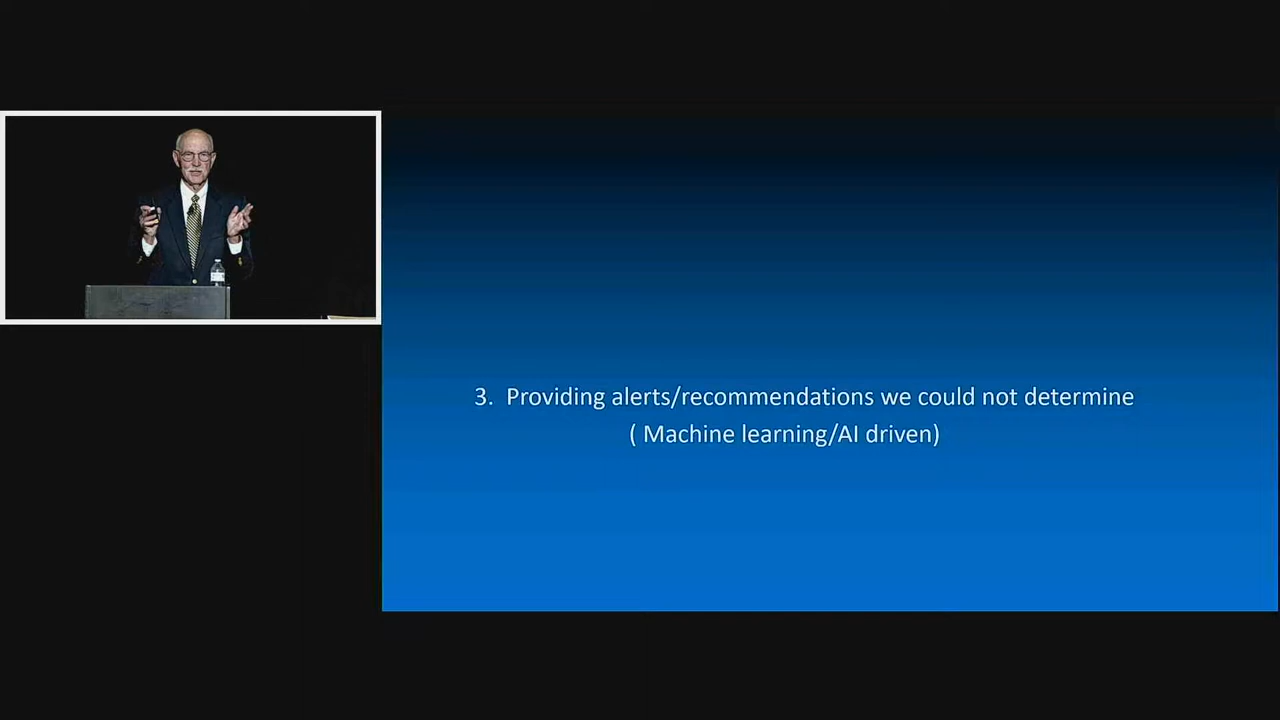 3. Providing alerts/recommendations we could not determine
( Machine learning/AI driven)